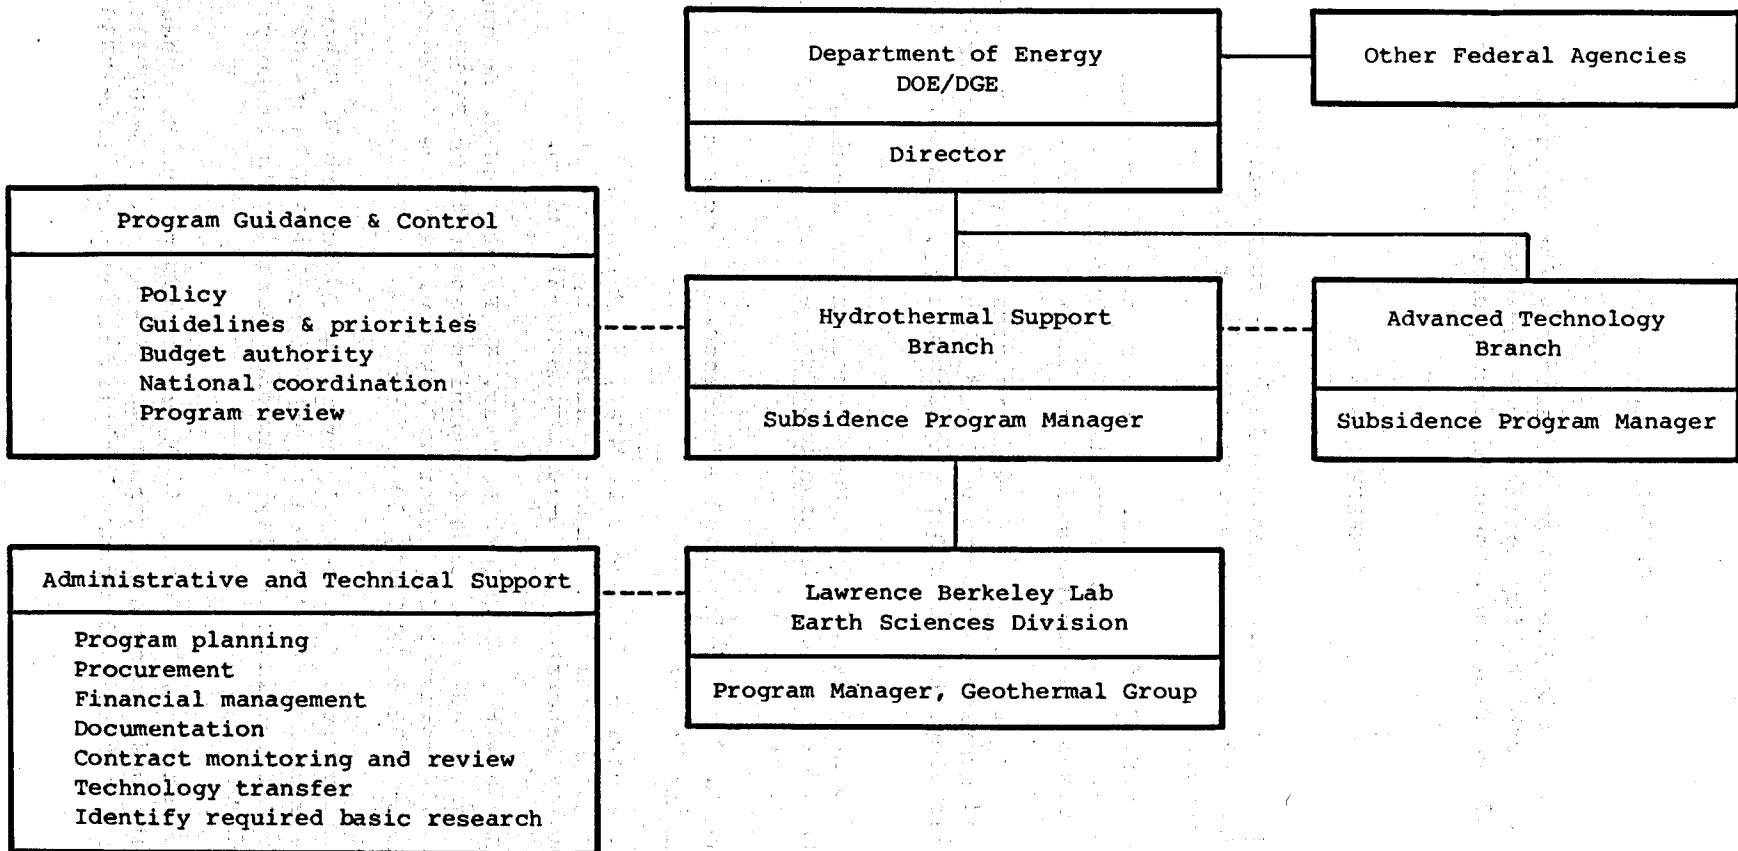 Department of Energy
DOE/DGE
Director
Other Federal Agencies
Program Guidance & Control
Policy
Guidelines & priorities
Budget authority
National coordination
Program review
Hydrothermal Support
Branch
Subsidence Program Manager
Advanced Technology
Branch
Subsidence Program Manager
Administrative and Technical Support
Program planning
Procurement
Financial management
Documentation
Contract monitoring and review
Technology transfer
Identify required basic research
Lawrence Berkeley Lab
Earth Sciences Division
Program Manager, Geothermal Group